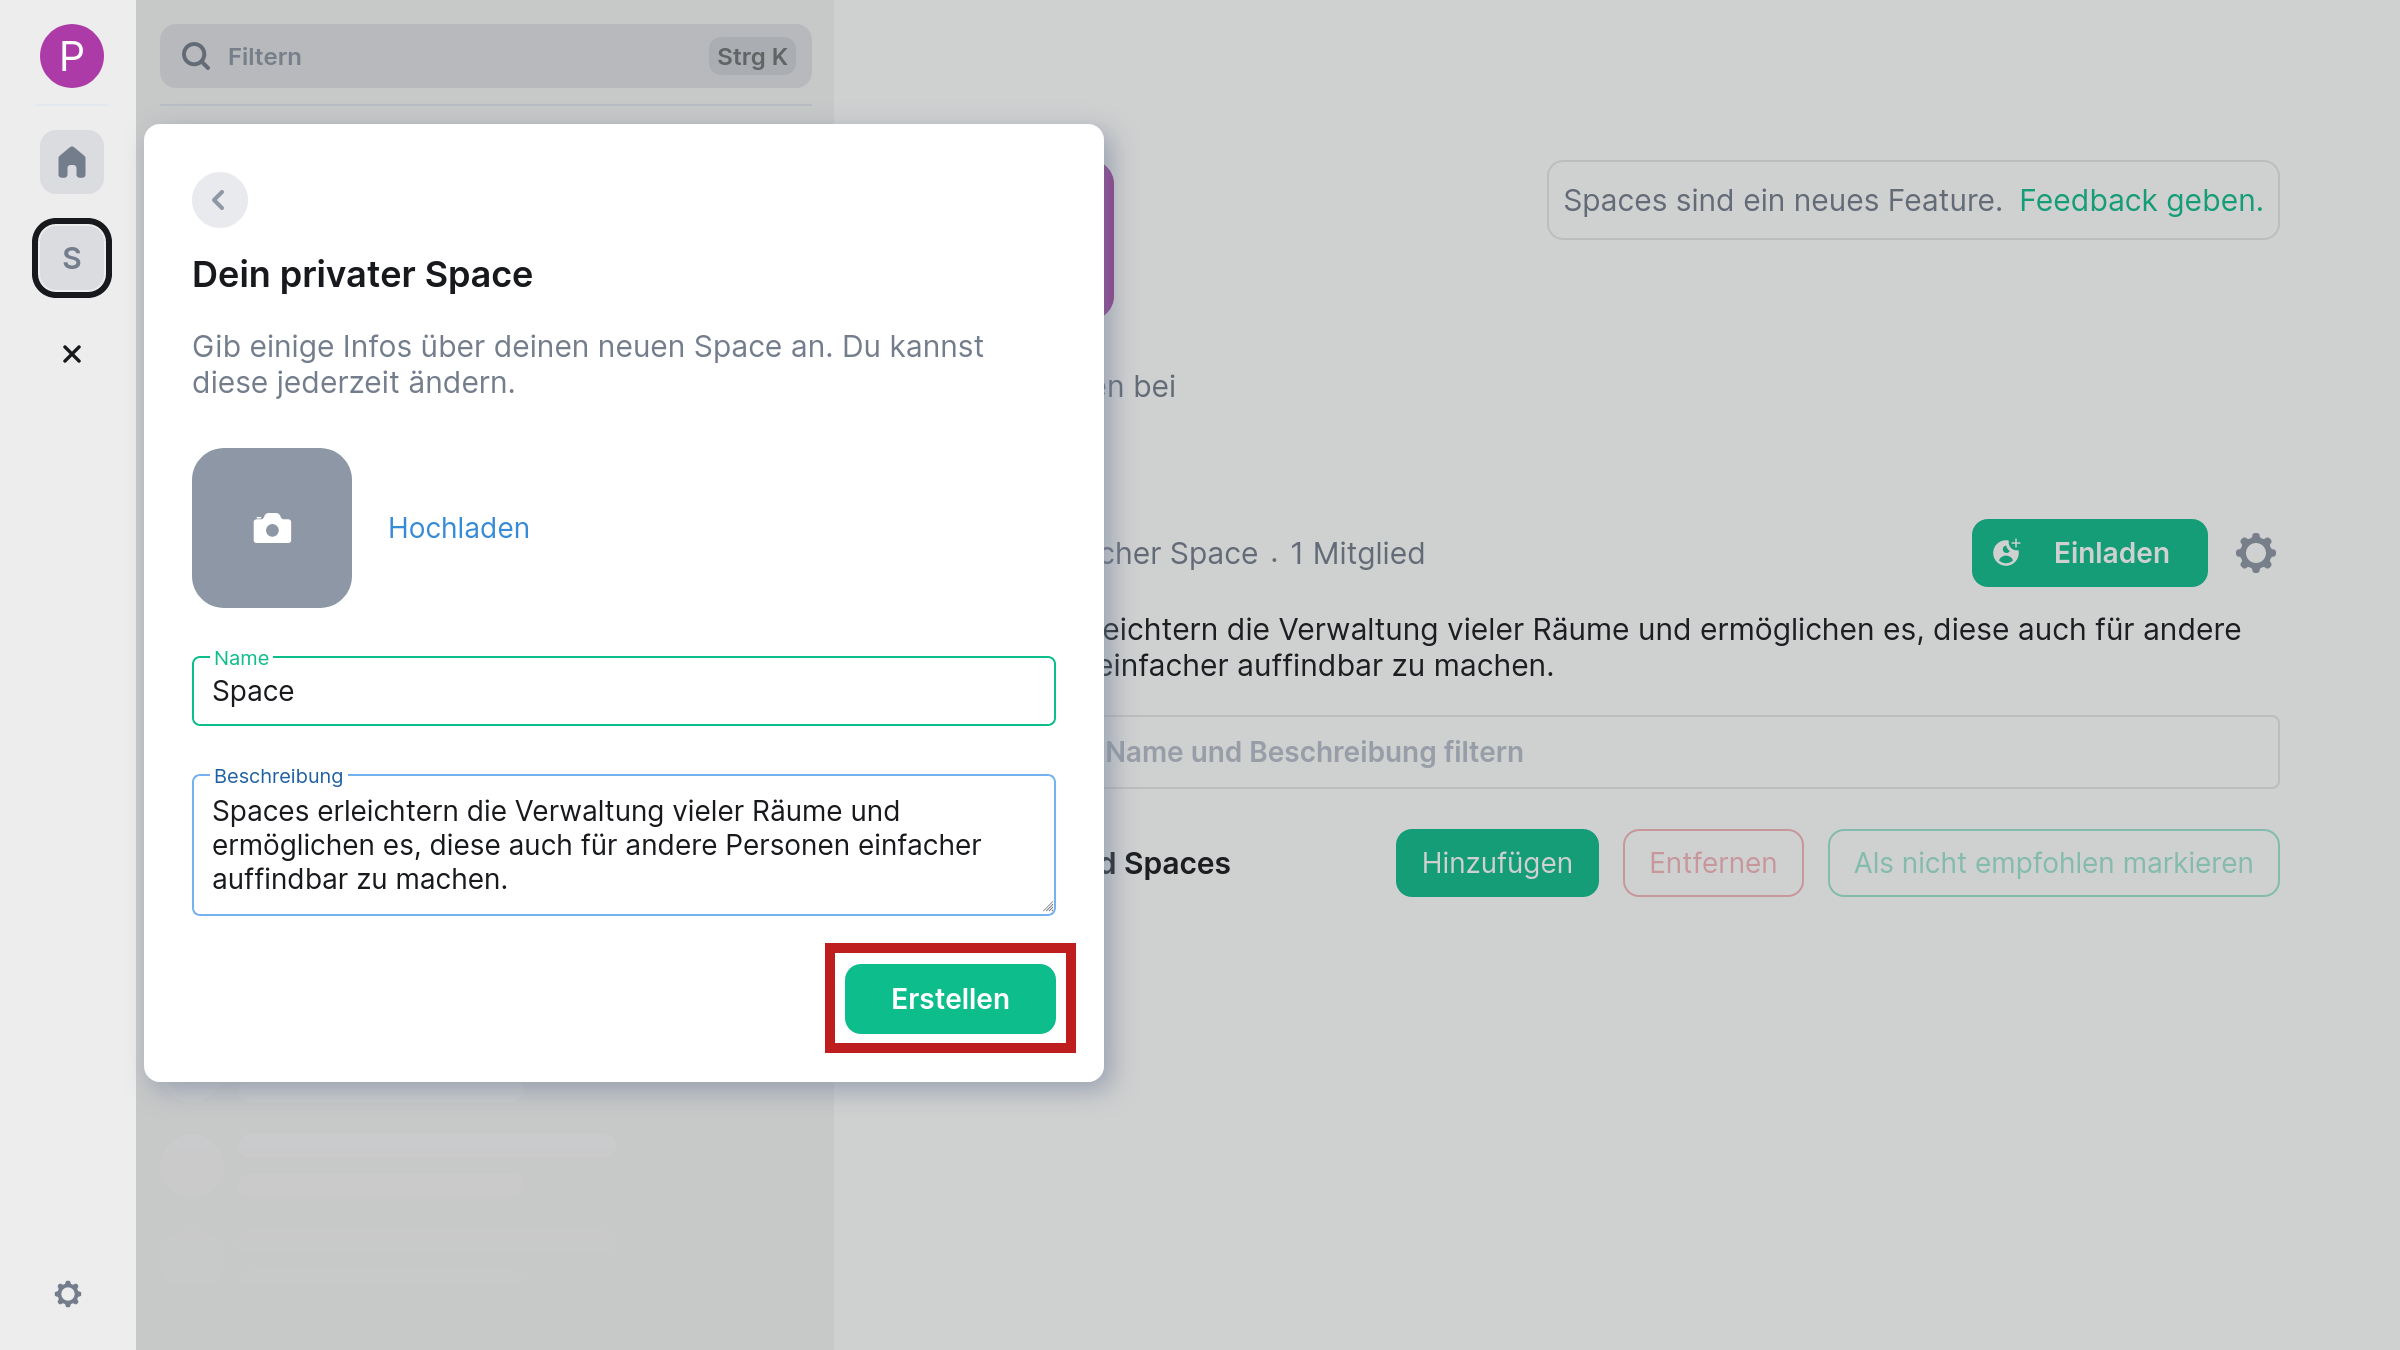 P
Filtern
Strg K
S
Dein privater Space
Gib einige Infos über deinen neuen Space an. Du kannst
diese jederzeit ändern.
Hochladen
Name
Space
Beschreibung
Spaces erleichtern die Verwaltung vieler Räume und
ermöglichen es, diese auch für andere Personen einfacher
auffindbar zu machen.
Erstellen
Spaces sind ein neues Feature. Feedback geben.
en bei
cher Space · 1 Mitglied
Einladen
eichtern die Verwaltung vieler Räume und ermöglichen es, diese auch für andere
einfacher auffindbar zu machen.
Name und Beschreibung filtern
d Spaces
Hinzufügen
Entfernen
Als nicht empfohlen markieren